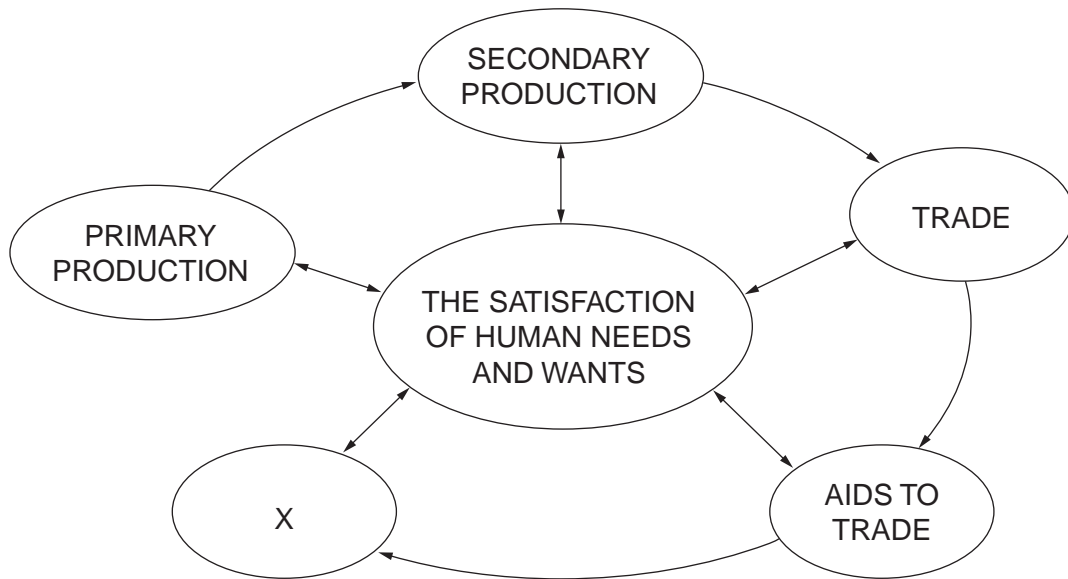 SECONDARY
PRODUCTION
TRADE
PRIMARY
PRODUCTION
THE SATISFACTION
OF HUMAN NEEDS
AND WANTS
X
AIDS TO
TRADE